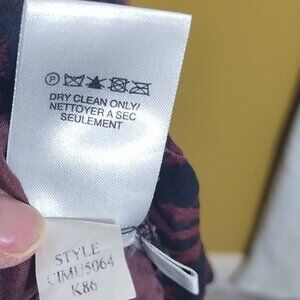 P
DRY CLEAN ONLY/
NETTOYER A SEC
SEULEMENT
STYLE
CIMU5064
K86